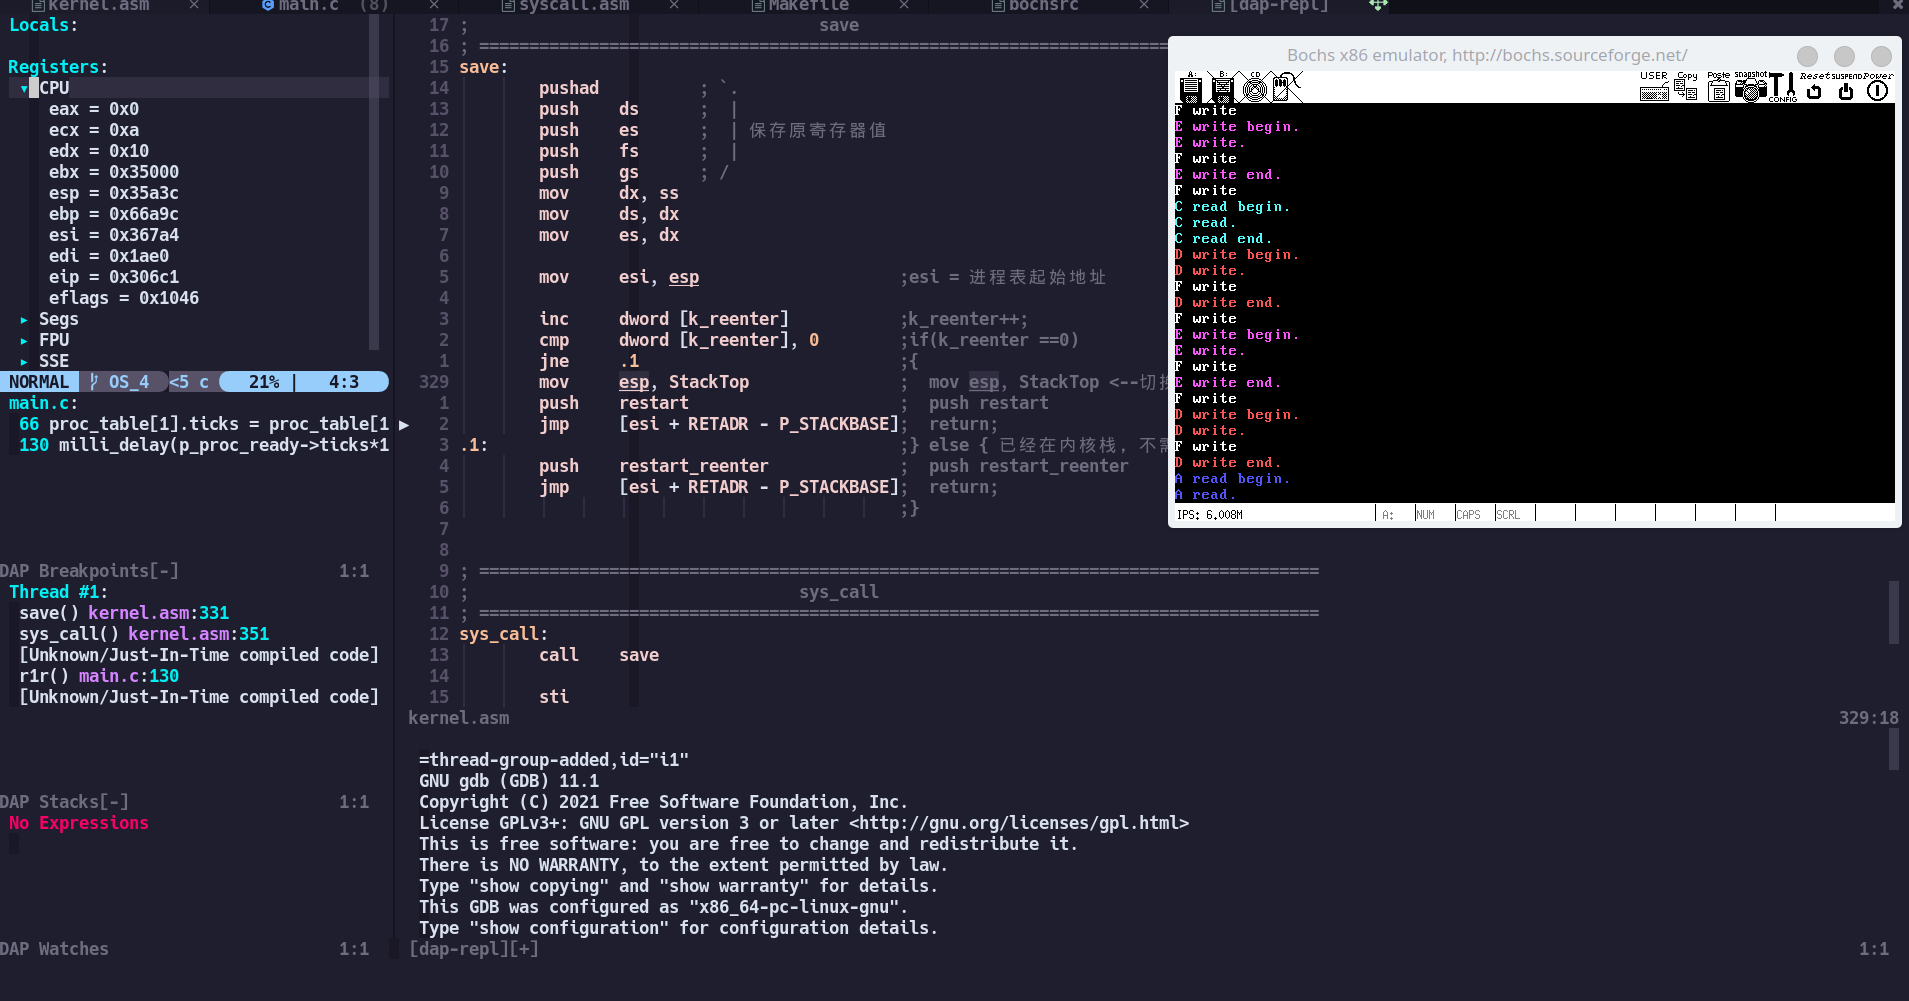 kernel.asm × main.c (8) × syscall.asm × Makefile × bochsrc × [dap-repl]
Locals:
Registers:
▾ CPU
eax = 0x0
ecx = 0xa
edx = 0x10
ebx = 0x35000
esp = 0x35a3c
ebp = 0x66a9c
esi = 0x367a4
edi = 0x1ae0
eip = 0x306c1
eflags = 0x1046
▸ Segs
▸ FPU
▸ SSE
NORMAL OS_4 <5 c 21% | 4:3
main.c:
66 proc_table[1].ticks = proc_table[1
130 milli_delay(p_proc_ready->ticks*1
DAP Breakpoints[-] 1:1
Thread #1:
save() kernel.asm:331
sys_call() kernel.asm:351
[Unknown/Just-In-Time compiled code]
r1r() main.c:130
[Unknown/Just-In-Time compiled code]
DAP Stacks[-] 1:1
No Expressions
DAP Watches 1:1
17 ; save
16 ; =====================================================================
15 save:
14 pushad ; `.
13 push ds ; |
12 push es ; | 保存原寄存器值
11 push fs ; |
10 push gs ; /
9 mov dx, ss
8 mov ds, dx
7 mov es, dx
6
5 mov esi, esp ;esi = 进程表起始地址
4
3 inc dword [k_reenter] ;k_reenter++;
2 cmp dword [k_reenter], 0 ;if(k_reenter ==0)
1 jne .1 ;{
329 mov esp, StackTop ; mov esp, StackTop <--切换
1 push restart ; push restart
▶ 2 jmp [esi + RETADR - P_STACKBASE]; return;
3 .1: ;} else { 已经在内核栈，不需
4 push restart_reenter ; push restart_reenter
5 jmp [esi + RETADR - P_STACKBASE]; return;
6 ;}
7
8
9 ; ====================================================================================
10 ; sys_call
11 ; ====================================================================================
12 sys_call:
13 call save
14
15 sti
kernel.asm 329:18
=thread-group-added,id="i1"
GNU gdb (GDB) 11.1
Copyright (C) 2021 Free Software Foundation, Inc.
License GPLv3+: GNU GPL version 3 or later <http://gnu.org/licenses/gpl.html>
This is free software: you are free to change and redistribute it.
There is NO WARRANTY, to the extent permitted by law.
Type "show copying" and "show warranty" for details.
This GDB was configured as "x86_64-pc-linux-gnu".
Type "show configuration" for configuration details.
[dap-repl][+] 1:1
Bochs x86 emulator, http://bochs.sourceforge.net/
A: B: CD USER Copy Paste snapshot CONFIG Reset SUSPEND Power
F write
E write begin.
E write.
F write
E write end.
F write
C read begin.
C read.
C read end.
D write begin.
D write.
F write
D write end.
F write
E write begin.
E write.
F write
E write end.
F write
D write begin.
D write.
F write
D write end.
A read begin.
A read.
IPS: 6.008M A: NUM CAPS SCRL